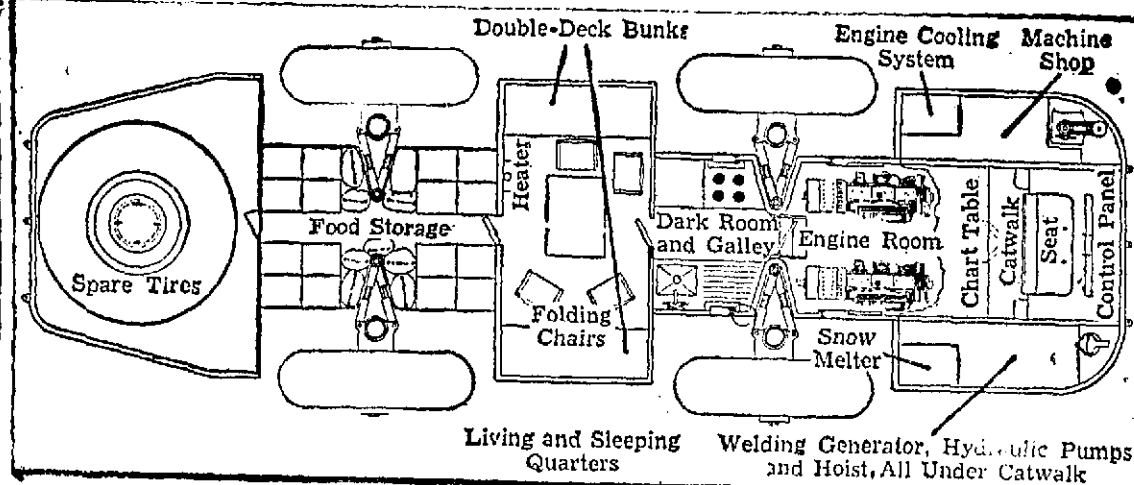 Double-Deck Bunks
Engine Cooling
System
Machine
Shop
Heater
Food Storage
Spare Tires
Dark Room
and Galley
Engine Room
Chart Table
Catwalk
Seat
Control Panel
Folding
Chairs
Snow
Melter
Living and Sleeping
Quarters
Welding Generator, Hydraulic Pumps
and Hoist, All Under Catwalk